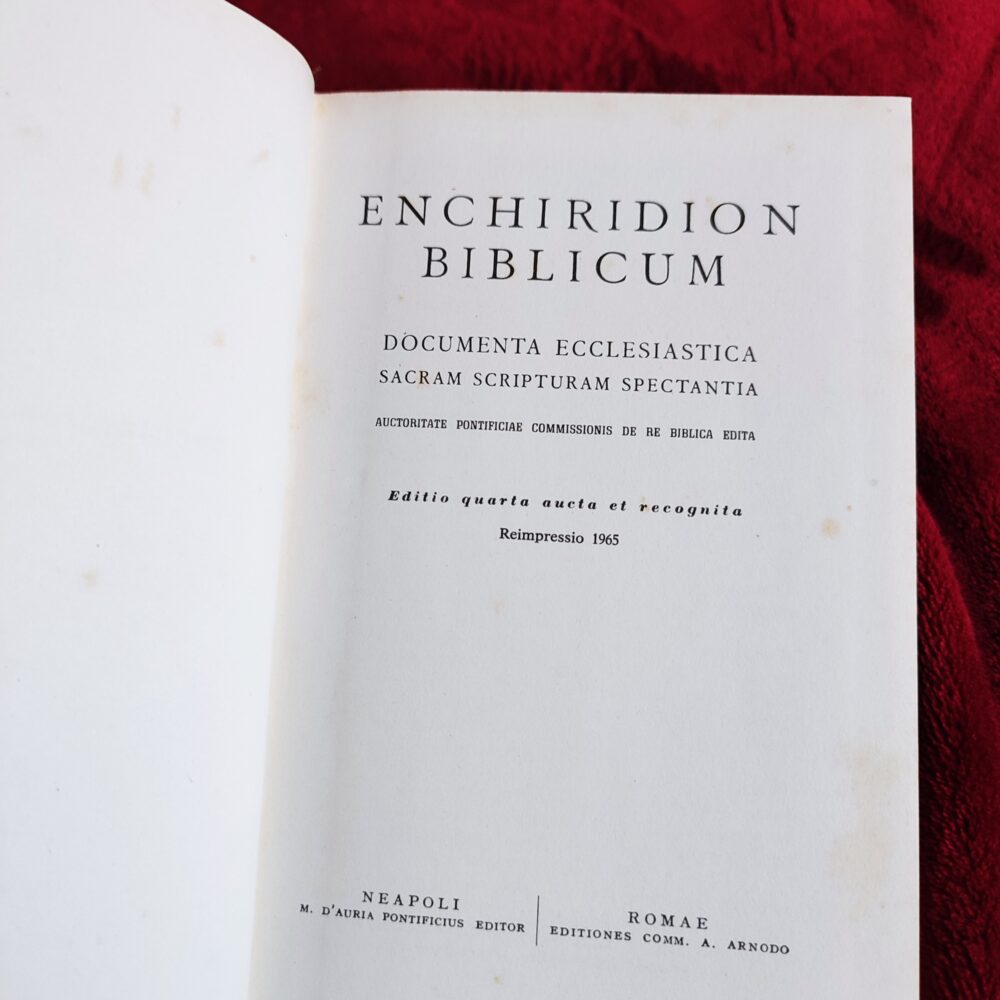 ENCHIRIDION
BIBLICUM
DOCUMENTA ECCLESIASTICA
SACRAM SCRIPTURAM SPECTANTIA
AUCTORITATE PONTIFICIAE COMMISSIONIS DE RE BIBLICA EDITA
Editio quarta aucta et recognita
Reimpressio 1965
NEAPOLI
M. D'AURIA PONTIFICIUS EDITOR
ROMAE
EDITIONES COMM. A. ARNODO